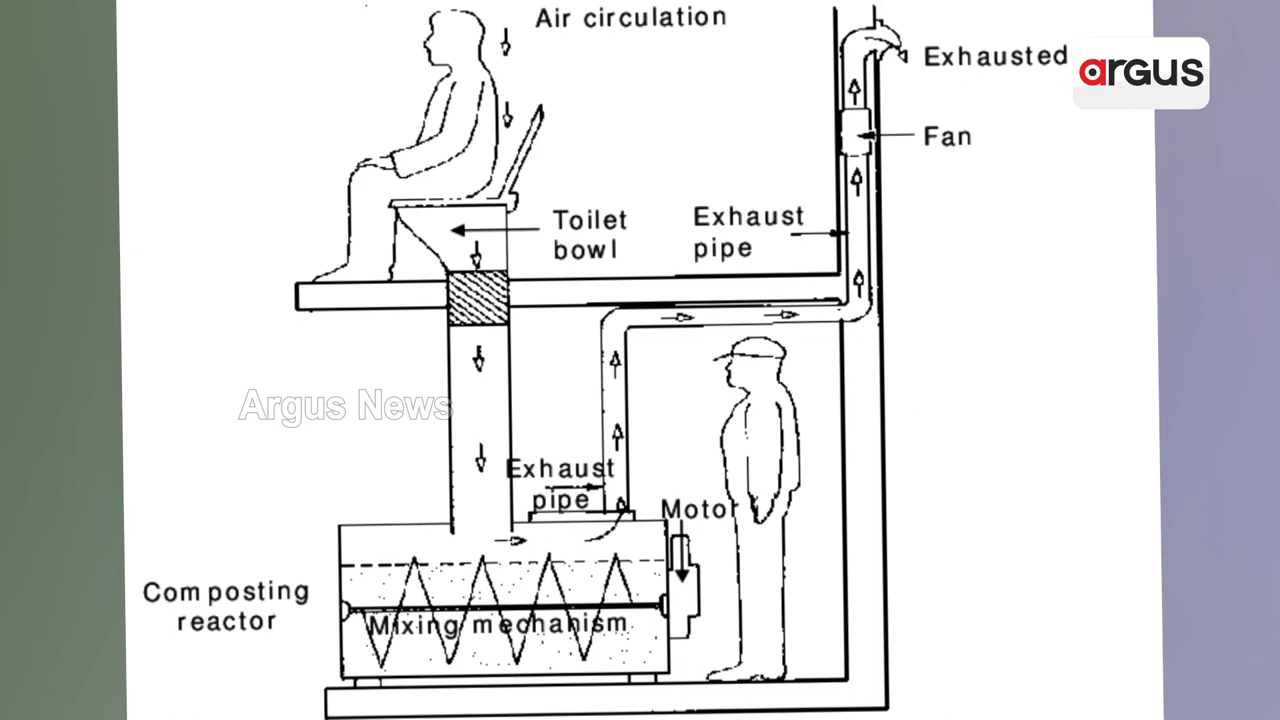 Air circulation
Exhausted
argus
Fan
Toilet
bowl
Exhaust
pipe
Argus News
Exhaust
pipe
Motor
Composting
reactor
Mixing mechanism